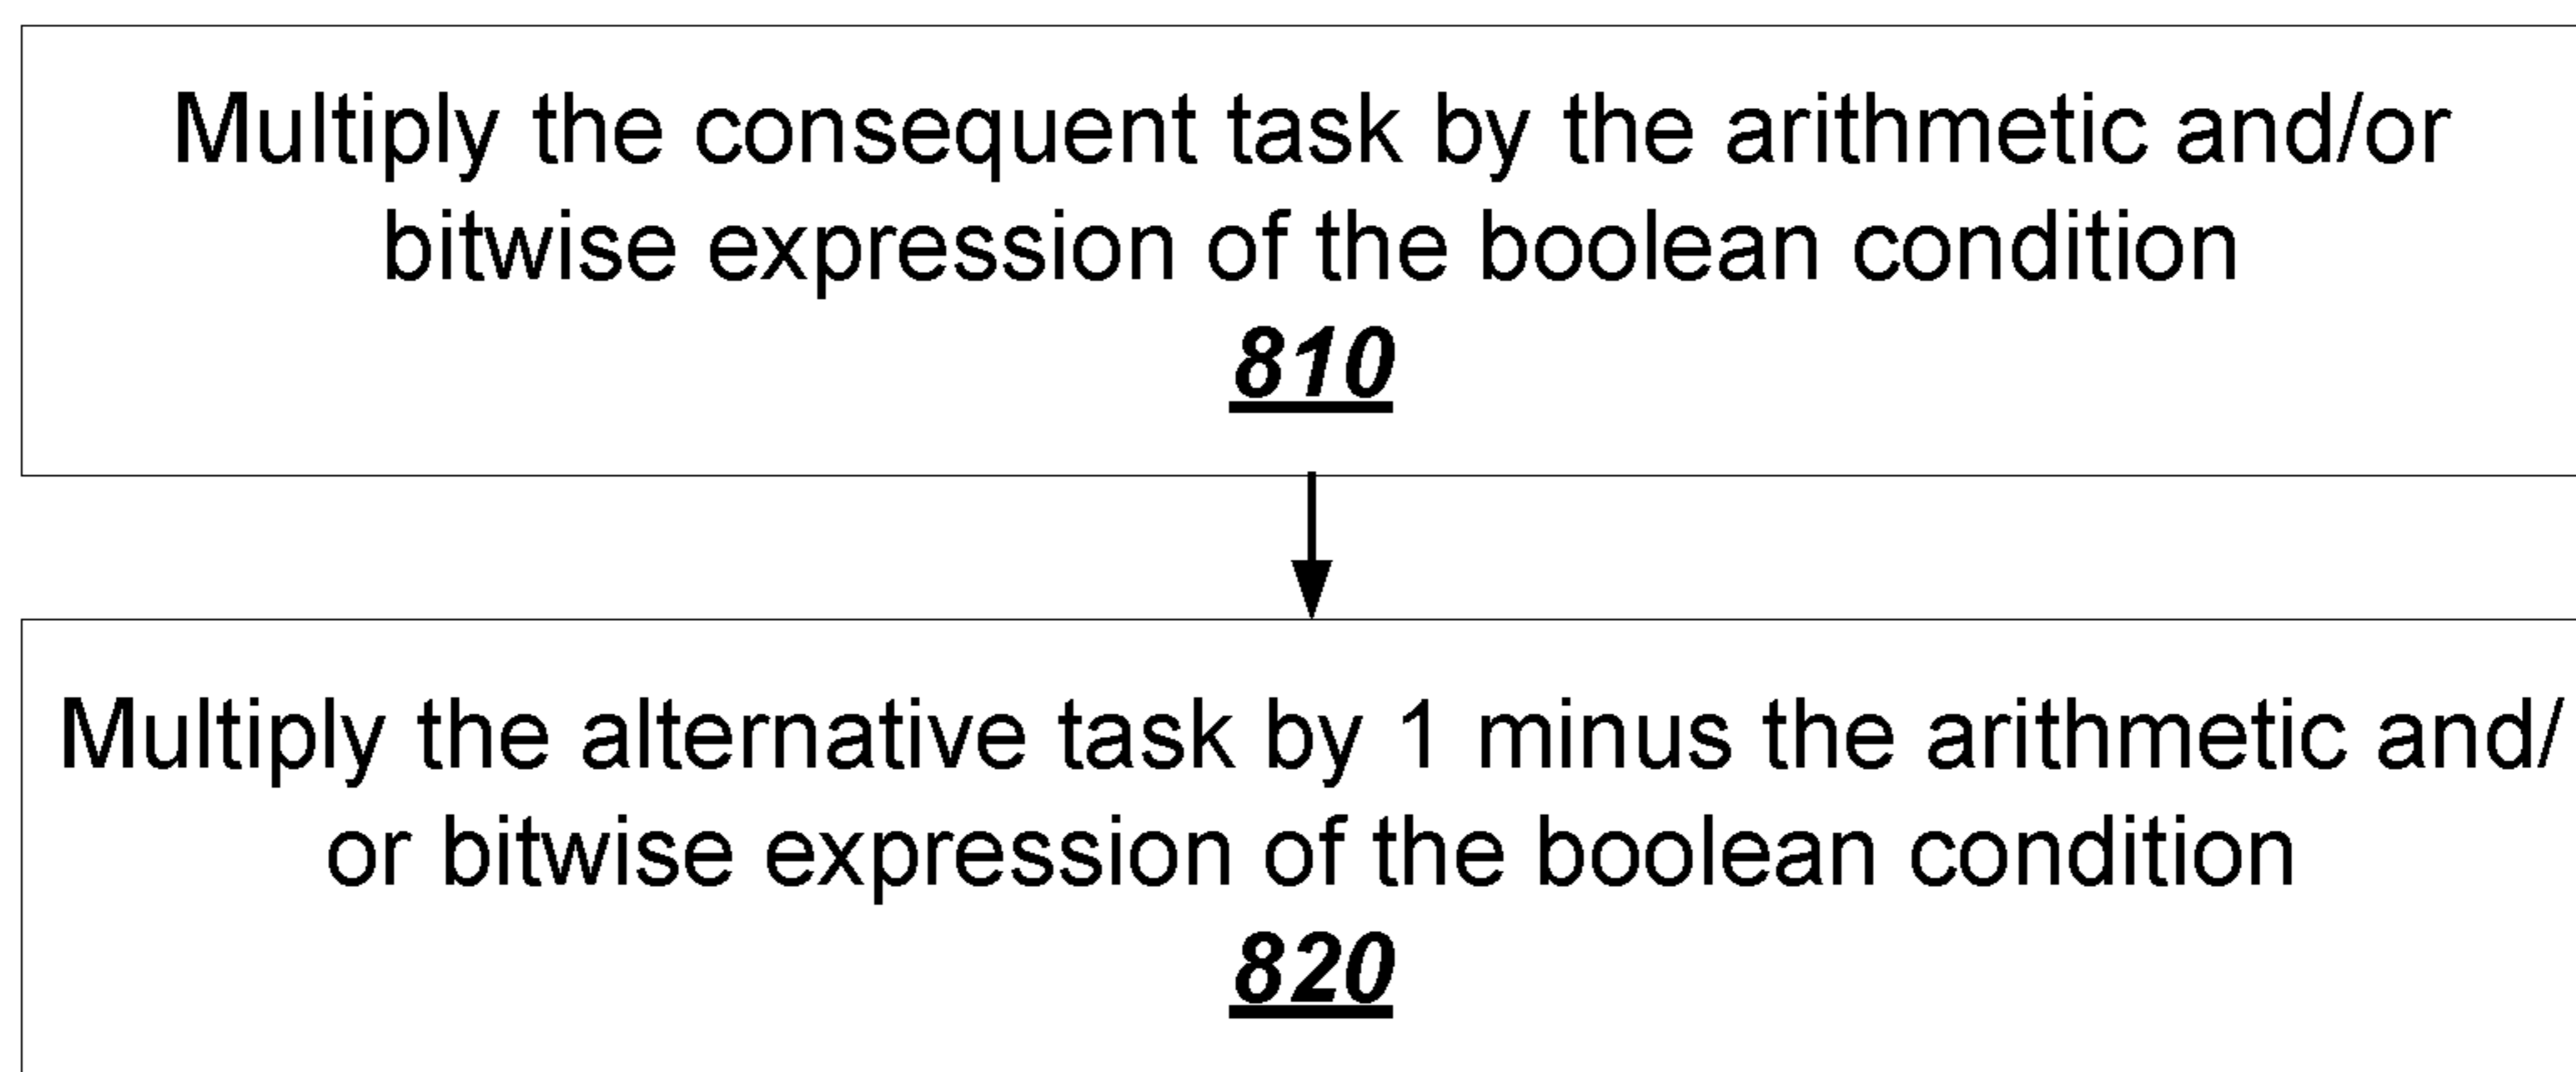 Multiply the consequent task by the arithmetic and/or
bitwise expression of the boolean condition
810
Multiply the alternative task by 1 minus the arithmetic and/
or bitwise expression of the boolean condition
820